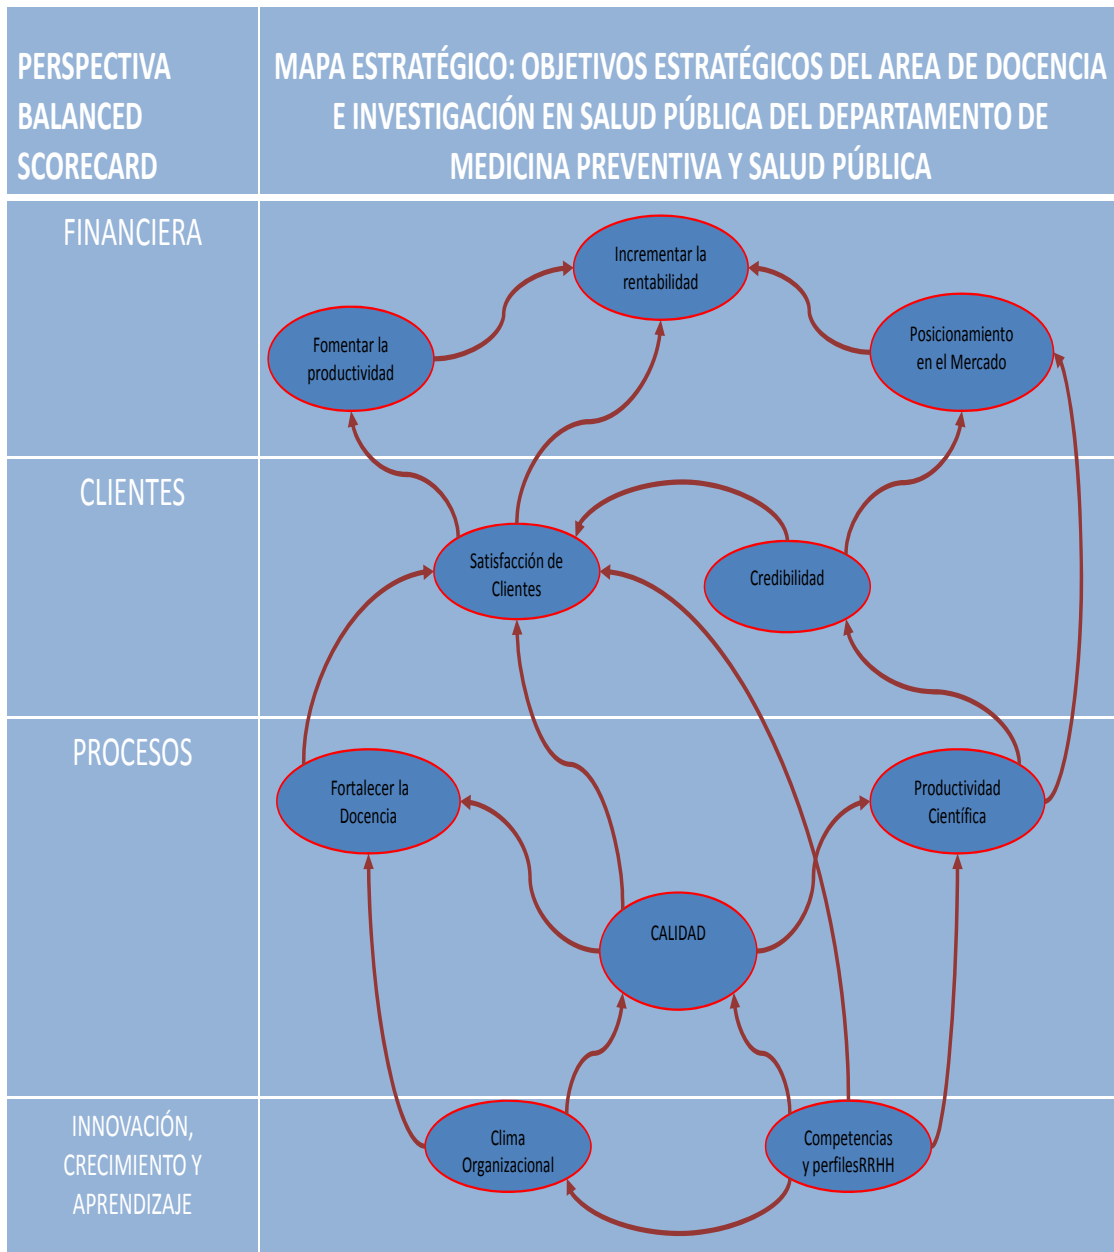 PERSPECTIVA
BALANCED
SCORECARD
MAPA ESTRATÉGICO: OBJETIVOS ESTRATÉGICOS DEL AREA DE DOCENCIA
E INVESTIGACIÓN EN SALUD PÚBLICA DEL DEPARTAMENTO DE
MEDICINA PREVENTIVA Y SALUD PÚBLICA
FINANCIERA
Incrementar la
rentabilidad
Fomentar la
productividad
Posicionamiento
en el Mercado
CLIENTES
Satisfacción de
Clientes
Credibilidad
PROCESOS
Fortalecer la
Docencia
Productividad
Científica
CALIDAD
INNOVACIÓN,
CRECIMIENTO Y
APRENDIZAJE
Clima
Organizacional
Competencias
y perfilesRRHH